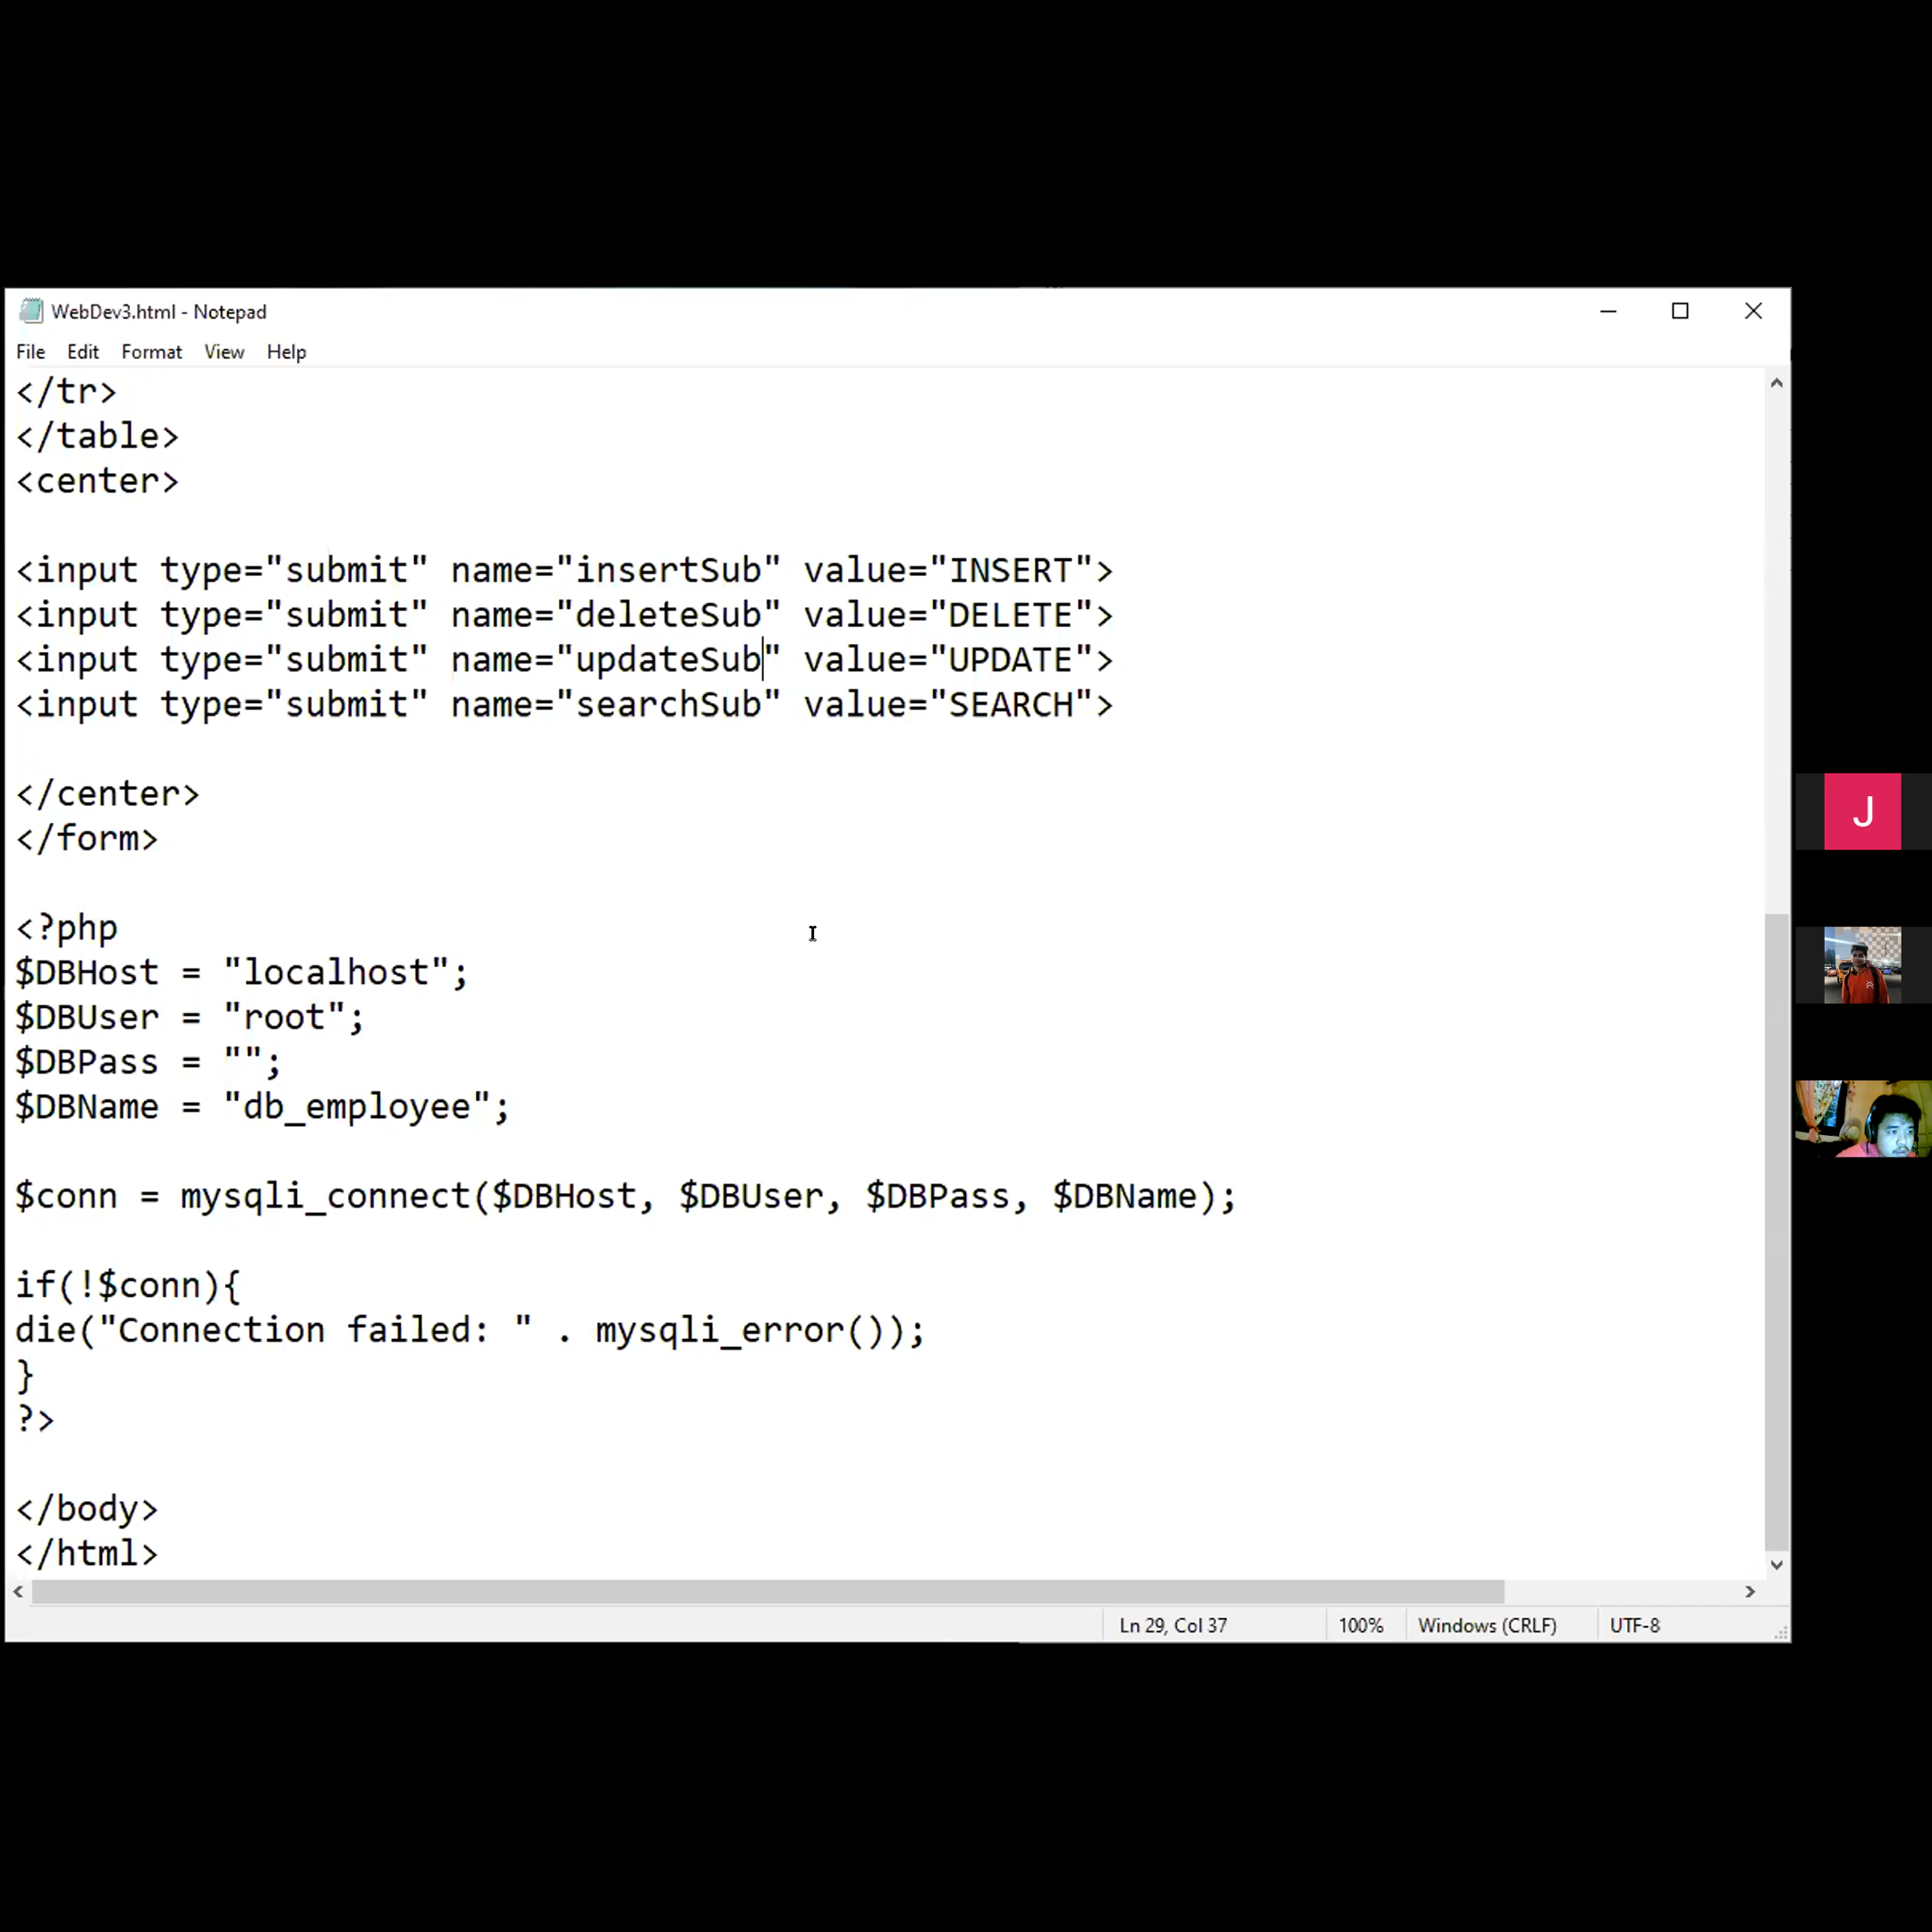 WebDev3.html - Notepad
File Edit Format View Help
</tr>
</table>
<center>
<input type="submit" name="insertSub" value="INSERT">
<input type="submit" name="deleteSub" value="DELETE">
<input type="submit" name="updateSub" value="UPDATE">
<input type="submit" name="searchSub" value="SEARCH">
</center>
</form>
<?php
$DBHost = "localhost";
$DBUser = "root";
$DBPass = "";
$DBName = "db_employee";
$conn = mysqli_connect($DBHost, $DBUser, $DBPass, $DBName);
if(!$conn){
die("Connection failed: " . mysqli_error());
}
?>
</body>
</html>
Ln 29, Col 37 100% Windows (CRLF) UTF-8
J